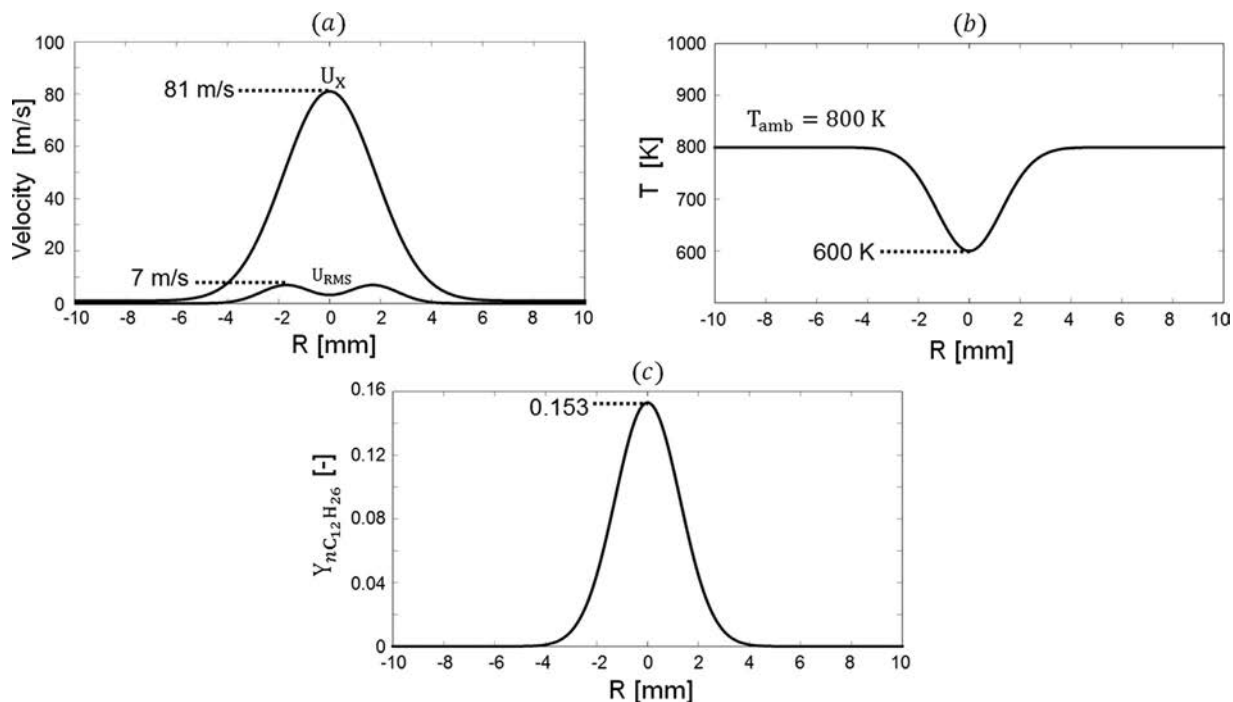 (a)
100
80
60
40
20
0
Velocity [m/s]
81 m/s
U_X
7 m/s
U_RMS
-10 -8 -6 -4 -2 0 2 4 6 8 10
R [mm]
(b)
1000
900
800
700
600
T [K]
T_amb = 800 K
600 K
-10 -8 -6 -4 -2 0 2 4 6 8 10
R [mm]
(c)
0.16
0.12
0.08
0.04
0
Y_nC12H26 [-]
0.153
-10 -8 -6 -4 -2 0 2 4 6 8 10
R [mm]